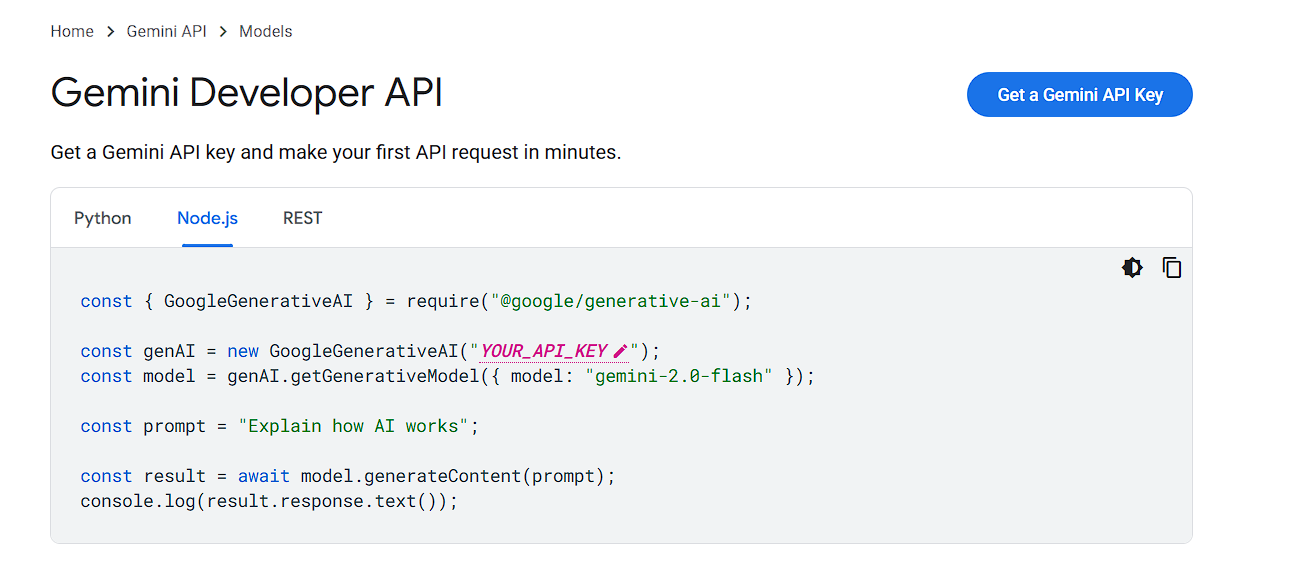 Home > Gemini API > Models
Gemini Developer API
Get a Gemini API Key
Get a Gemini API key and make your first API request in minutes.
Python Node.js REST
const { GoogleGenerativeAI } = require("@google/generative-ai");
const genAI = new GoogleGenerativeAI("YOUR_API_KEY");
const model = genAI.getGenerativeModel({ model: "gemini-2.0-flash" });
const prompt = "Explain how AI works";
const result = await model.generateContent(prompt);
console.log(result.response.text());